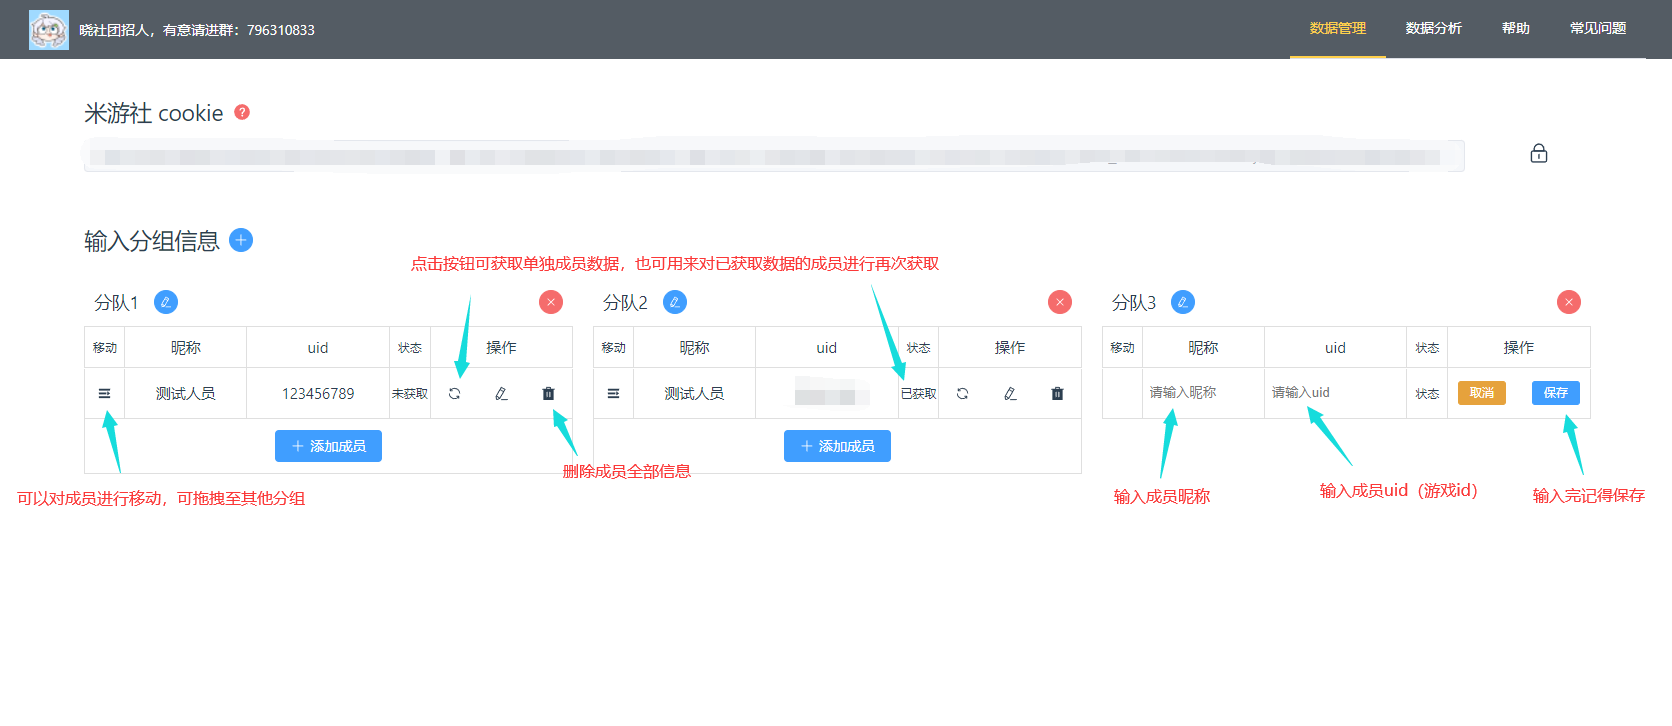 晓社团招人，有意请进群：796310833
数据管理 数据分析 帮助 常见问题
米游社 cookie ?
输入分组信息
点击按钮可获取单独成员数据，也可用来对已获取数据的成员进行再次获取
分队1
移动 昵称 uid 状态 操作
测试人员 123456789 未获取
添加成员
分队2
移动 昵称 uid 状态 操作
测试人员 已获取
添加成员
分队3
移动 昵称 uid 状态 操作
请输入昵称 请输入uid 状态 取消 保存
删除成员全部信息
可以对成员进行移动，可拖拽至其他分组
输入成员昵称
输入成员uid（游戏id）
输入完记得保存